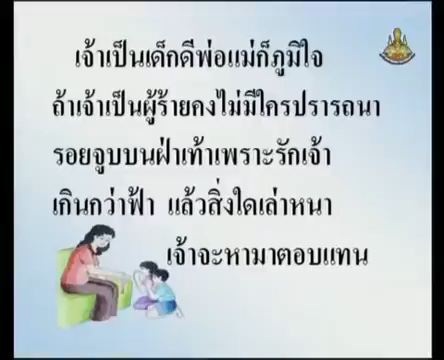 เจ้าเป็นเด็กดีพ่อแม่ก็ภูมิใจ
ถ้าเจ้าเป็นผู้ร้ายคงไม่มีใครปรารถนา
รอยจูบบนฝ่าเท้าเพราะรักเจ้า
เกินกว่าฟ้า แล้วสิ่งใดเล่าหนา
เจ้าจะหามาตอบแทน